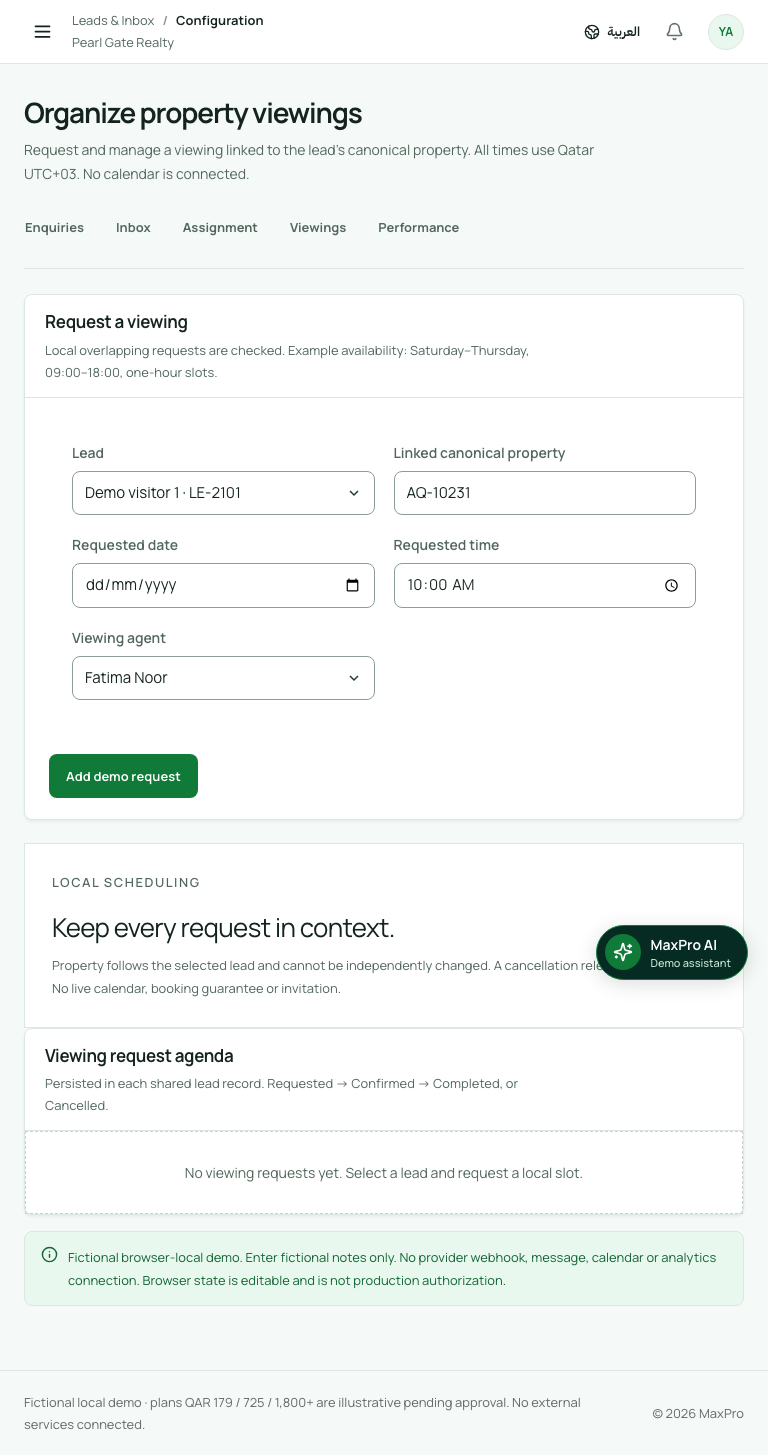 Leads & Inbox / Configuration
Pearl Gate Realty
العربية
YA
Organize property viewings
Request and manage a viewing linked to the lead's canonical property. All times use Qatar
UTC+03. No calendar is connected.
Enquiries Inbox Assignment Viewings Performance
Request a viewing
Local overlapping requests are checked. Example availability: Saturday–Thursday,
09:00–18:00, one-hour slots.
Lead
Linked canonical property
Demo visitor 1 · LE-2101
AQ-10231
Requested date
Requested time
dd/mm/yyyy
10:00 AM
Viewing agent
Fatima Noor
Add demo request
LOCAL SCHEDULING
Keep every request in context.
Property follows the selected lead and cannot be independently changed. A cancellation
No live calendar, booking guarantee or invitation.
MaxPro AI
Demo assistant
Viewing request agenda
Persisted in each shared lead record. Requested → Confirmed → Completed, or
Cancelled.
No viewing requests yet. Select a lead and request a local slot.
Fictional browser-local demo. Enter fictional notes only. No provider webhook, message, calendar or analytics
connection. Browser state is editable and is not production authorization.
Fictional local demo · plans QAR 179 / 725 / 1,800+ are illustrative pending approval. No external
services connected.
© 2026 MaxPro